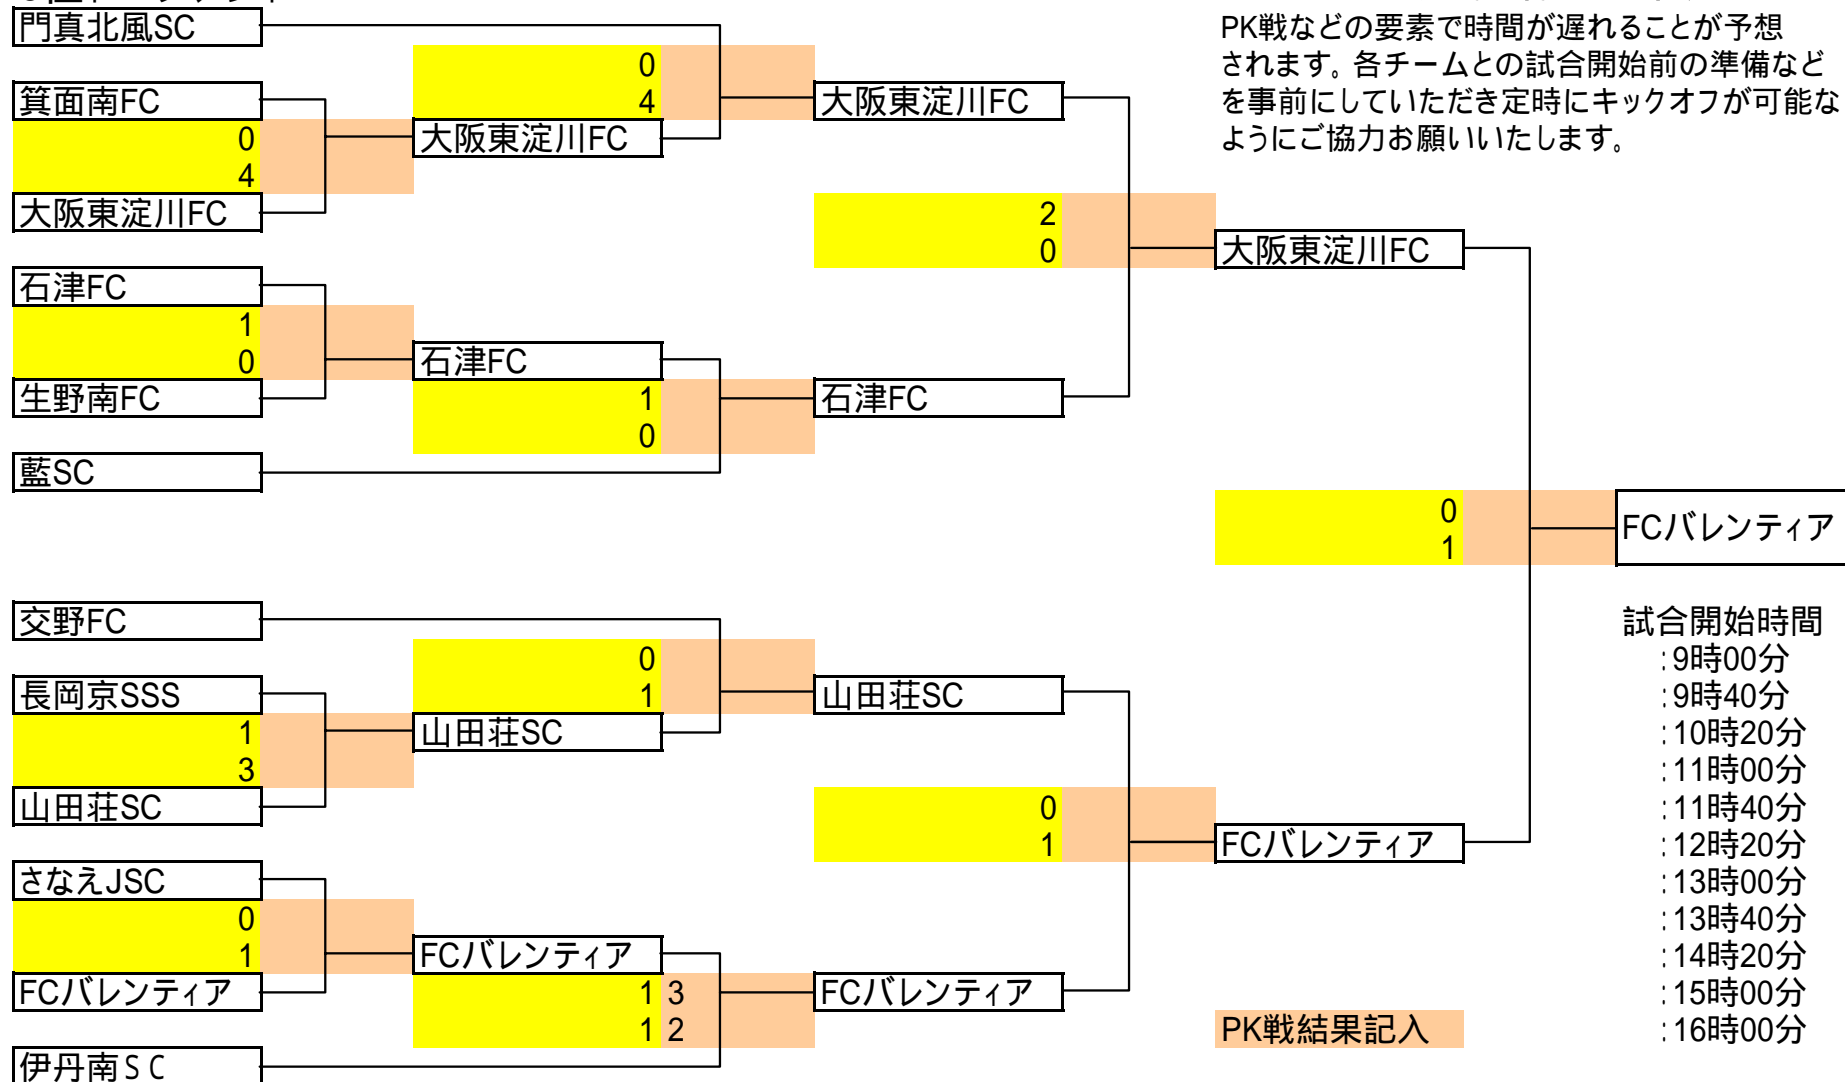 門真北風SC
PK戦などの要素で時間が遅れることが予想
されます。各チームとの試合開始前の準備など
を事前にしていただき定時にキックオフが可能な
ようにご協力お願いいたします。
0
4
箕面南FC
大阪東淀川FC
0
4
大阪東淀川FC
大阪東淀川FC
2
0
大阪東淀川FC
石津FC
1
0
石津FC
生野南FC
1
0
石津FC
藍SC
0
1
FCバレンティア
交野FC
0
1
長岡京SSS
山田荘SC
1
3
山田荘SC
山田荘SC
0
1
FCバレンティア
さなえJSC
0
1
FCバレンティア
FCバレンティア
1 3
1 2
FCバレンティア
伊丹南SC
PK戦結果記入
試合開始時間
:9時00分
:9時40分
:10時20分
:11時00分
:11時40分
:12時20分
:13時00分
:13時40分
:14時20分
:15時00分
:16時00分